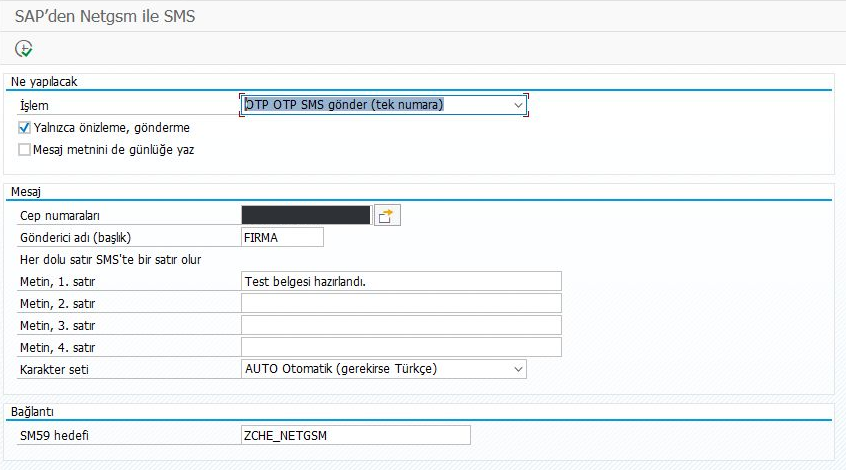 SAP’den Netgsm ile SMS
Ne yapılacak
İşlem OTP OTP SMS gönder (tek numara)
Yalnızca önizleme, gönderme
Mesaj metnini de günlüğe yaz
Mesaj
Cep numaraları
Gönderici adı (başlık) FIRMA
Her dolu satır SMS'te bir satır olur
Metin, 1. satır Test belgesi hazırlandı.
Metin, 2. satır
Metin, 3. satır
Metin, 4. satır
Karakter seti AUTO Otomatik (gerekirse Türkçe)
Bağlantı
SM59 hedefi ZCHE_NETGSM